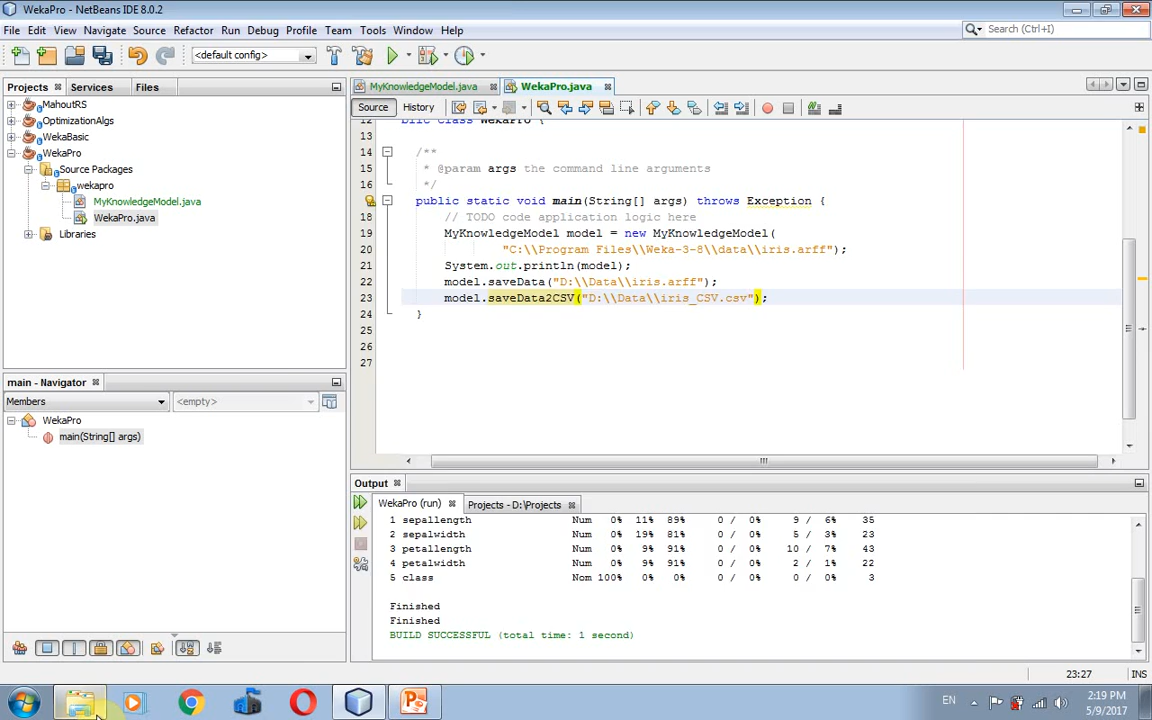 WekaPro - NetBeans IDE 8.0.2
File Edit View Navigate Source Refactor Run Debug Profile Team Tools Window Help
Search (Ctrl+I)
<default config>
Projects Services Files
MyKnowledgeModel.java WekaPro.java
Source History
MahoutRS
OptimizationAlgs
WekaBasic
WekaPro
Source Packages
wekapro
MyKnowledgeModel.java
WekaPro.java
Libraries
12 blic class WekaPro {
13
14 /**
15 * @param args the command line arguments
16 */
public static void main(String[] args) throws Exception {
18 // TODO code application logic here
19 MyKnowledgeModel model = new MyKnowledgeModel(
20 "C:\\Program Files\\Weka-3-8\\data\\iris.arff");
21 System.out.println(model);
22 model.saveData("D:\\Data\\iris.arff");
23 model.saveData2CSV("D:\\Data\\iris_CSV.csv");
24 }
25
26
27
main - Navigator
Members <empty>
WekaPro
main(String[] args)
Output
WekaPro (run) Projects - D:\Projects
1 sepallength Num 0% 11% 89% 0 / 0% 9 / 6% 35
2 sepalwidth Num 0% 19% 81% 0 / 0% 5 / 3% 23
3 petallength Num 0% 9% 91% 0 / 0% 10 / 7% 43
4 petalwidth Num 0% 9% 91% 0 / 0% 2 / 1% 22
5 class Nom 100% 0% 0% 0 / 0% 0 / 0% 3
Finished
Finished
BUILD SUCCESSFUL (total time: 1 second)
23:27 INS
EN
2:19 PM
5/9/2017